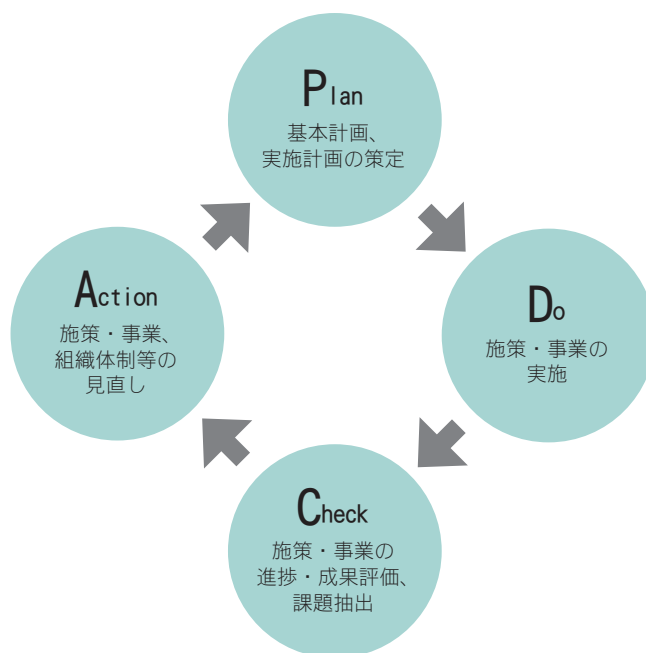 Plan
基本計画、
実施計画の策定
Action
施策・事業、
組織体制等の
見直し
Do
施策・事業の
実施
Check
施策・事業の
進捗・成果評価、
課題抽出